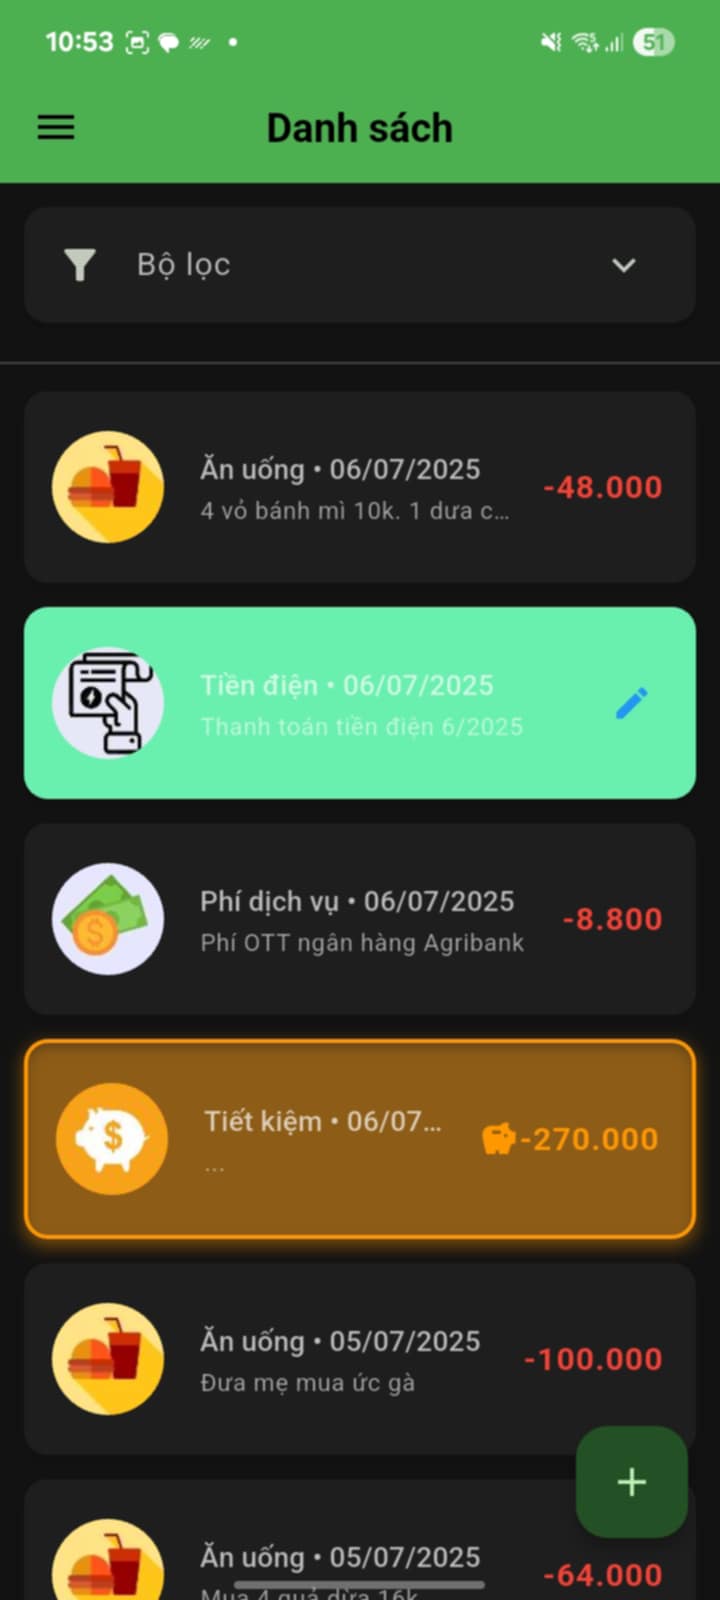 10:53
51
Danh sách
Bộ lọc
Ăn uống • 06/07/2025
-48.000
4 vỏ bánh mì 10k. 1 dưa c...
Tiền điện • 06/07/2025
Thanh toán tiền điện 6/2025
Phí dịch vụ • 06/07/2025
-8.800
Phí OTT ngân hàng Agribank
Tiết kiệm • 06/07...
-270.000
...
Ăn uống • 05/07/2025
-100.000
Đưa mẹ mua ức gà
Ăn uống • 05/07/2025
-64.000
Mua 4 quả dừa 16k